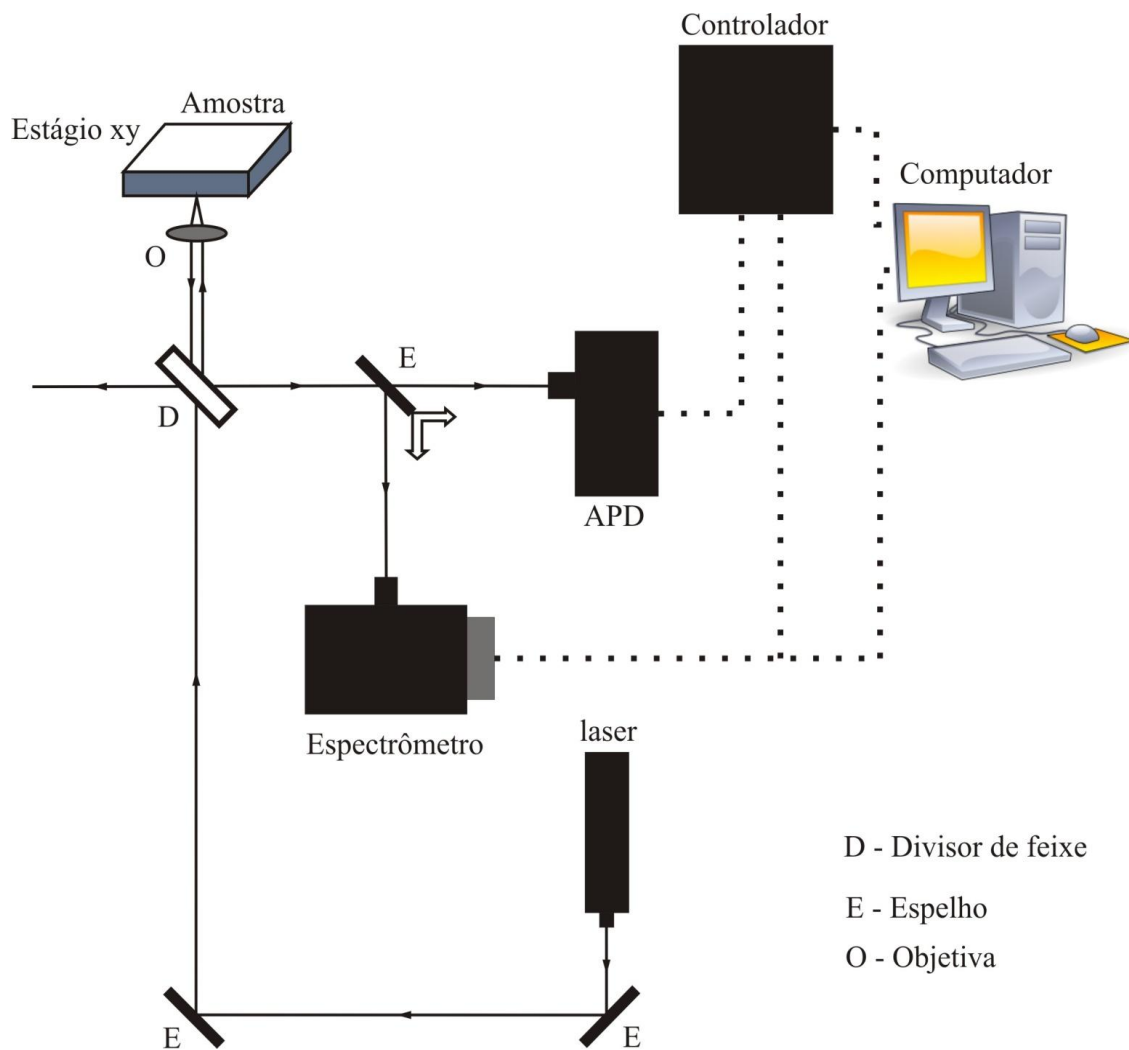 Controlador
Amostra
Estágio xy
Computador
O
E
D
APD
Espectrômetro
laser
D - Divisor de feixe
E - Espelho
O - Objetiva
E
E